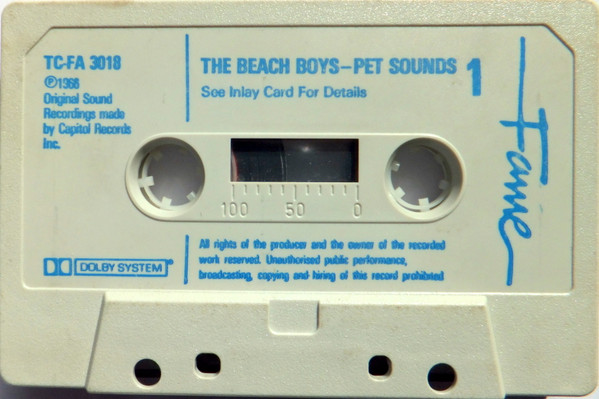 TC-FA 3018
℗1966
Original Sound
Recordings made
by Capitol Records
Inc.
THE BEACH BOYS-PET SOUNDS 1
See Inlay Card For Details
Fame
100 50 0
DOLBY SYSTEM
All rights of the producer and the owner of the recorded
work reserved. Unauthorised public performance,
broadcasting, copying and hiring of this record prohibited